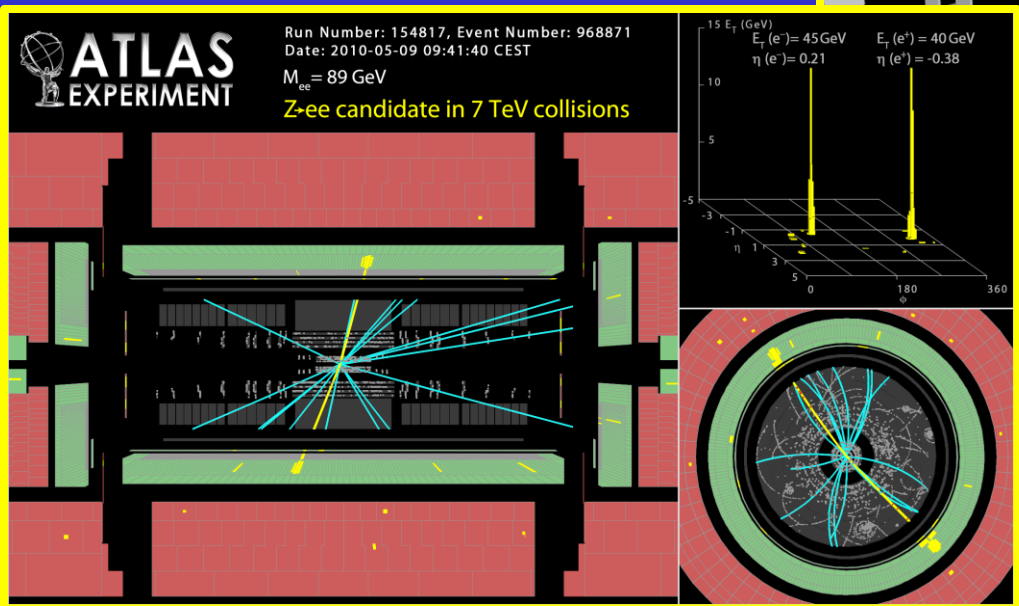 ATLAS
EXPERIMENT
Run Number: 154817, Event Number: 968871
Date: 2010-05-09 09:41:40 CEST
M_ee = 89 GeV
Z→ee candidate in 7 TeV collisions
15 E_T (GeV)
E_T (e⁻) = 45 GeV
η (e⁻) = 0.21
E_T (e⁺) = 40 GeV
η (e⁺) = -0.38
10
5
-5
-3
-1
η
1
3
5
0
180
360
ϕ